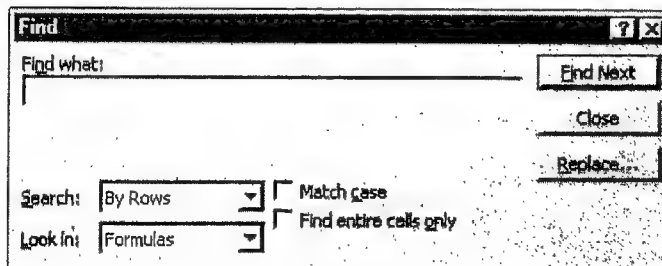 Find
Find what:
Find Next
Close
Replace...
Search: By Rows
Match case
Find entire cells only
Look in: Formulas